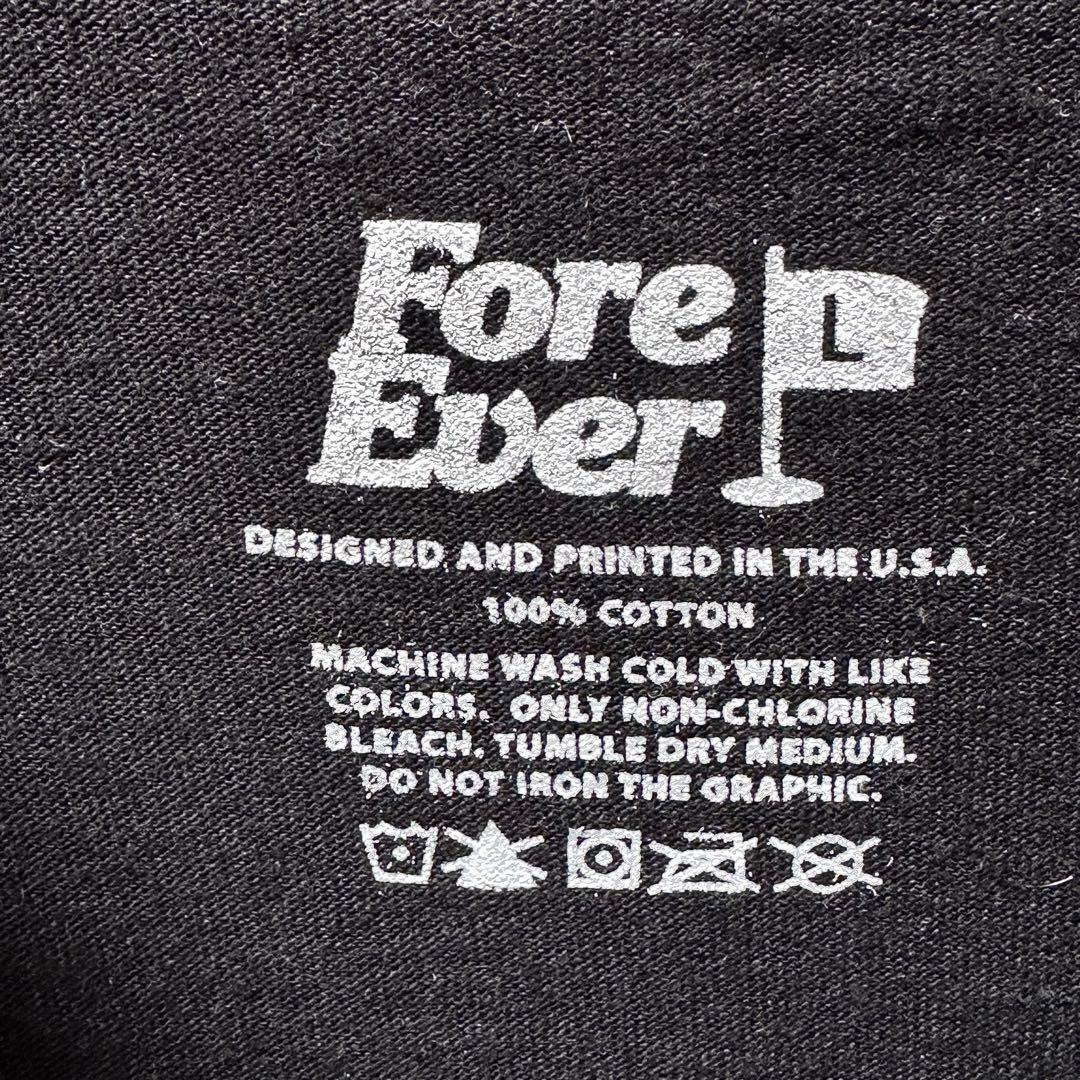 Fore
Ever
L
DESIGNED AND PRINTED IN THE U.S.A.
100% COTTON
MACHINE WASH COLD WITH LIKE
COLORS. ONLY NON-CHLORINE
BLEACH. TUMBLE DRY MEDIUM.
DO NOT IRON THE GRAPHIC.